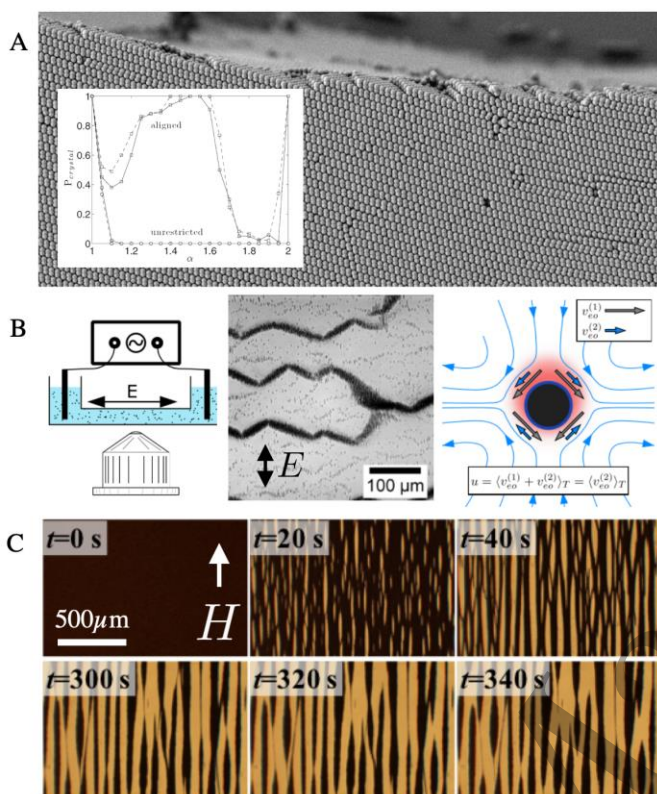 A
1
0.8
0.6
0.4
0.2
0
P_crystal
aligned
unrestricted
1 1.2 1.4 1.6 1.8 2
α
B
E
E
100 µm
v_eo^(1)
v_eo^(2)
u = ⟨v_eo^(1) + v_eo^(2)⟩_T = ⟨v_eo^(2)⟩_T
C
t=0 s
H
500µm
t=20 s
t=40 s
t=300 s
t=320 s
t=340 s